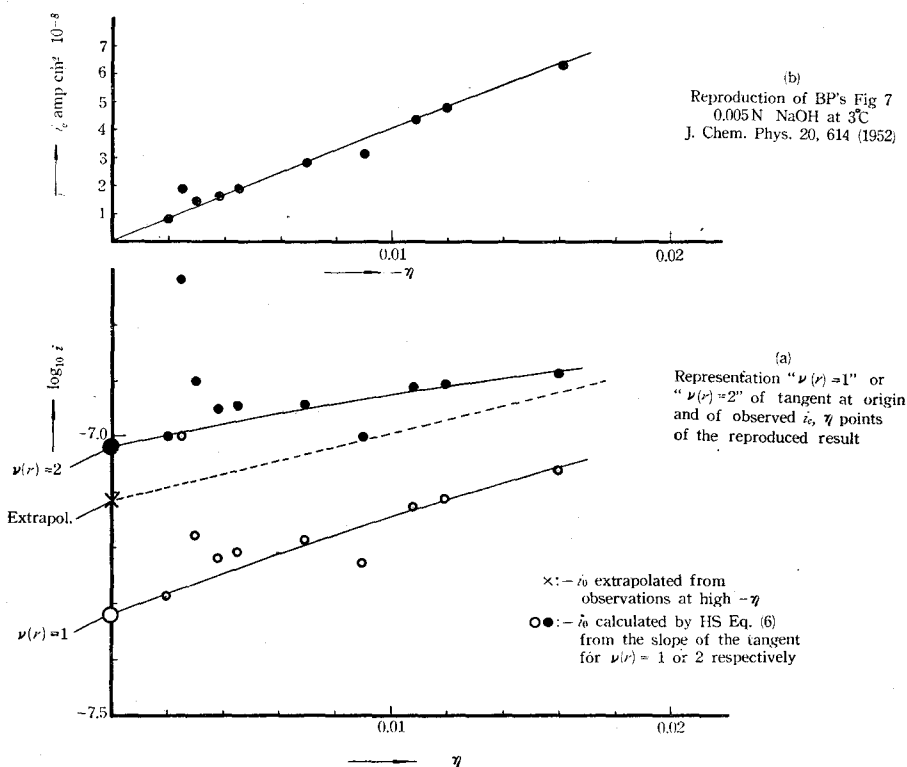 i_c amp cm² 10⁻⁸
7
6
5
4
3
2
1
0.01
0.02
-η
(b)
Reproduction of BP's Fig 7
0.005N NaOH at 3℃
J. Chem. Phys. 20, 614 (1952)
log₁₀ i
-7.0
ν(r)=2
Extrapol.
ν(r)=1
-7.5
0.01
0.02
η
(a)
Representation "ν(r)=1" or
"ν(r)=2" of tangent at origin
and of observed i_c, η points
of the reproduced result
×:−i₀ extrapolated from
observations at high −η
○●:−i₀ calculated by HS Eq. (6)
from the slope of the tangent
for ν(r)= 1 or 2 respectively